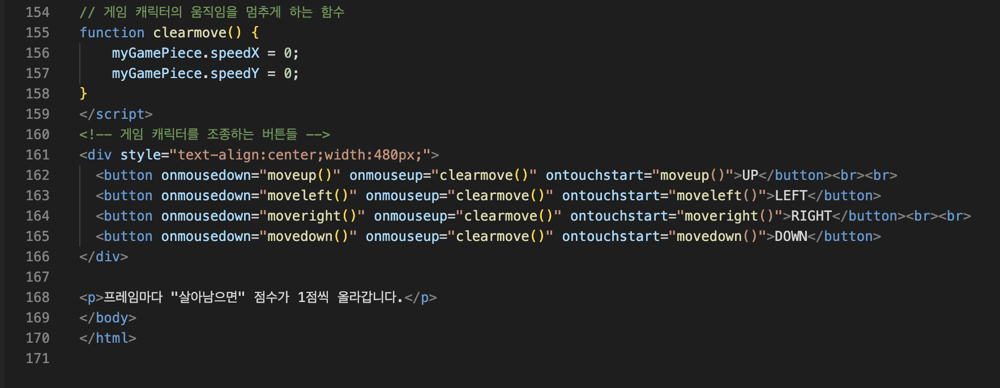 154 // 게임 캐릭터의 움직임을 멈추게 하는 함수
155 function clearmove() {
156     myGamePiece.speedX = 0;
157     myGamePiece.speedY = 0;
158 }
159 </script>
160 <!-- 게임 캐릭터를 조종하는 버튼들 -->
161 <div style="text-align:center;width:480px;">
162   <button onmousedown="moveup()" onmouseup="clearmove()" ontouchstart="moveup()">UP</button><br><br>
163   <button onmousedown="moveleft()" onmouseup="clearmove()" ontouchstart="moveleft()">LEFT</button>
164   <button onmousedown="moveright()" onmouseup="clearmove()" ontouchstart="moveright()">RIGHT</button><br><br>
165   <button onmousedown="movedown()" onmouseup="clearmove()" ontouchstart="movedown()">DOWN</button>
166 </div>
167
168 <p>프레임마다 "살아남으면" 점수가 1점씩 올라갑니다.</p>
169 </body>
170 </html>
171